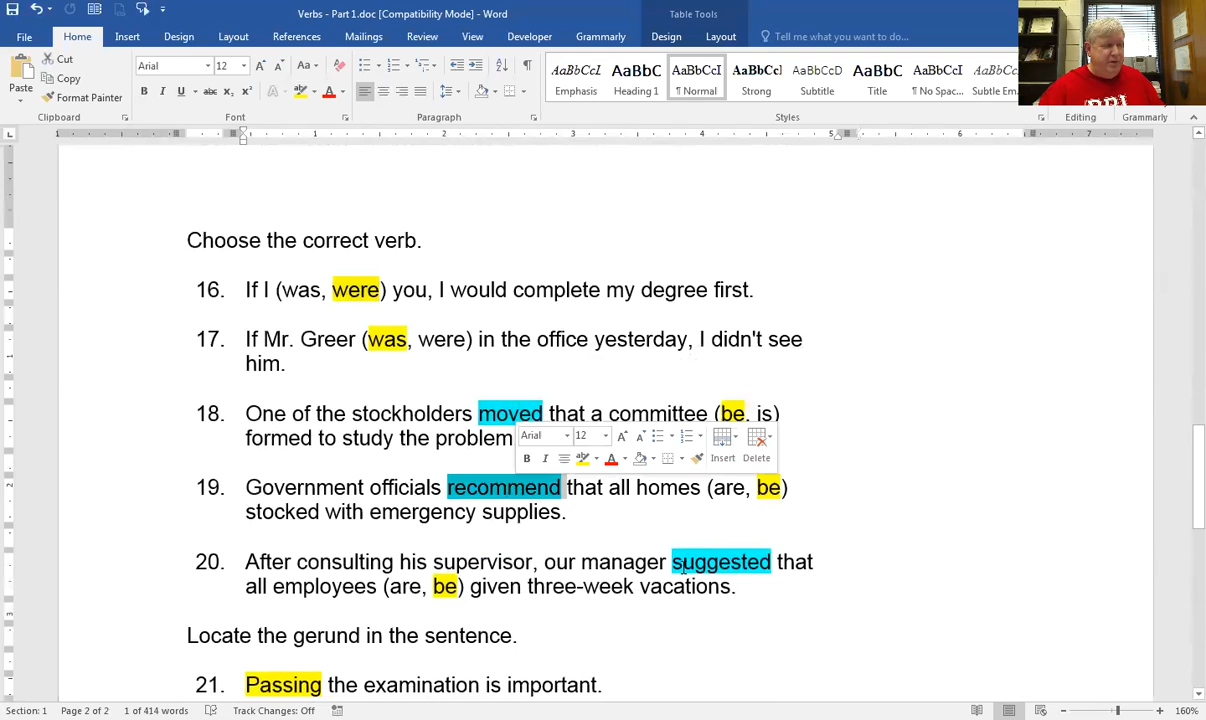 Verbs - Part 1.doc [Compatibility Mode] - Word
Table Tools
File Home Insert Design Layout References Mailings Review View Developer Grammarly Design Layout Tell me what you want to do...
Paste
Cut
Copy
Format Painter
Arial 12
AaBbCcI AaBbC AaBbCcI AaBbCc AaBbCcD AaBbC AaBbCcI AaBbCcI
Emphasis Heading 1 ¶ Normal Strong Subtitle Title ¶ No Spac... Subtle Em...
Editing Grammarly
Clipboard Font Paragraph Styles
Choose the correct verb.
16. If I (was, were) you, I would complete my degree first.
17. If Mr. Greer (was, were) in the office yesterday, I didn't see
him.
18. One of the stockholders moved that a committee (be, is)
formed to study the problem
Arial 12
Insert Delete
19. Government officials recommend that all homes (are, be)
stocked with emergency supplies.
20. After consulting his supervisor, our manager suggested that
all employees (are, be) given three-week vacations.
Locate the gerund in the sentence.
21. Passing the examination is important.
Section: 1 Page 2 of 2 1 of 414 words Track Changes: Off 160%